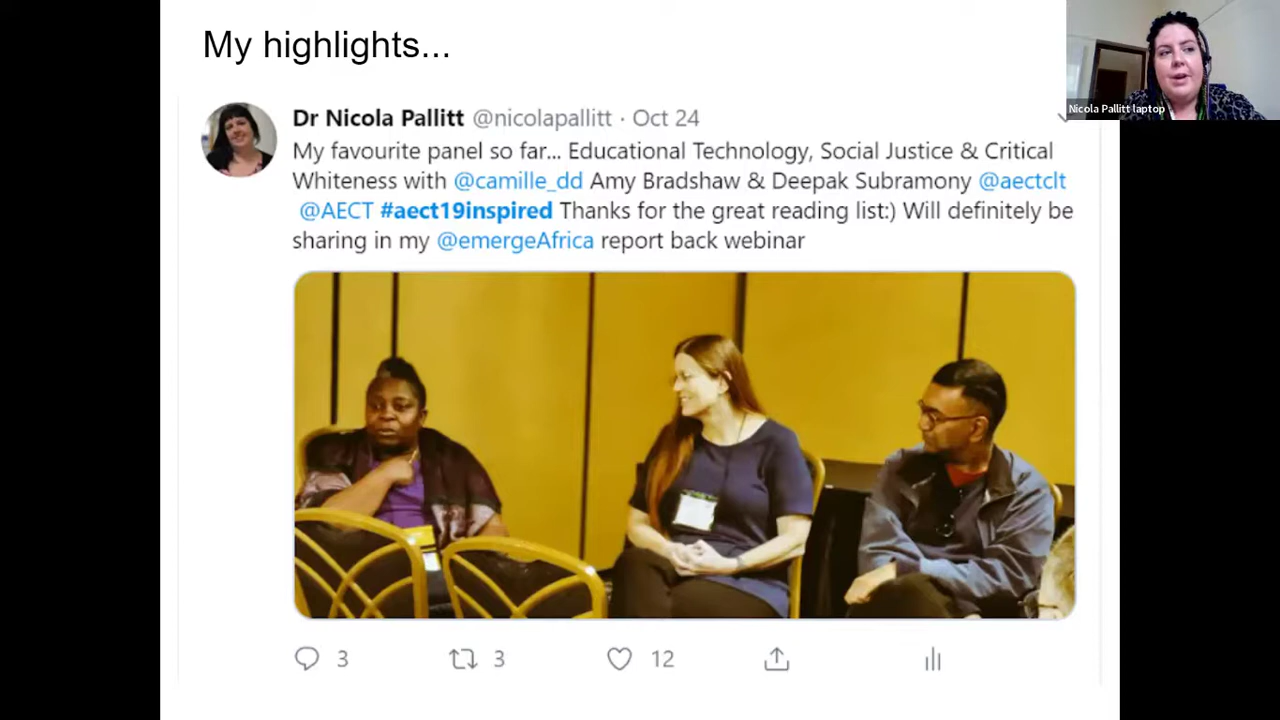 My highlights...
Nicola Pallitt laptop
Dr Nicola Pallitt @nicolapallitt · Oct 24
My favourite panel so far... Educational Technology, Social Justice & Critical
Whiteness with @camille_dd Amy Bradshaw & Deepak Subramony @aectclt
@AECT #aect19inspired Thanks for the great reading list:) Will definitely be
sharing in my @emergeAfrica report back webinar
3 3 12